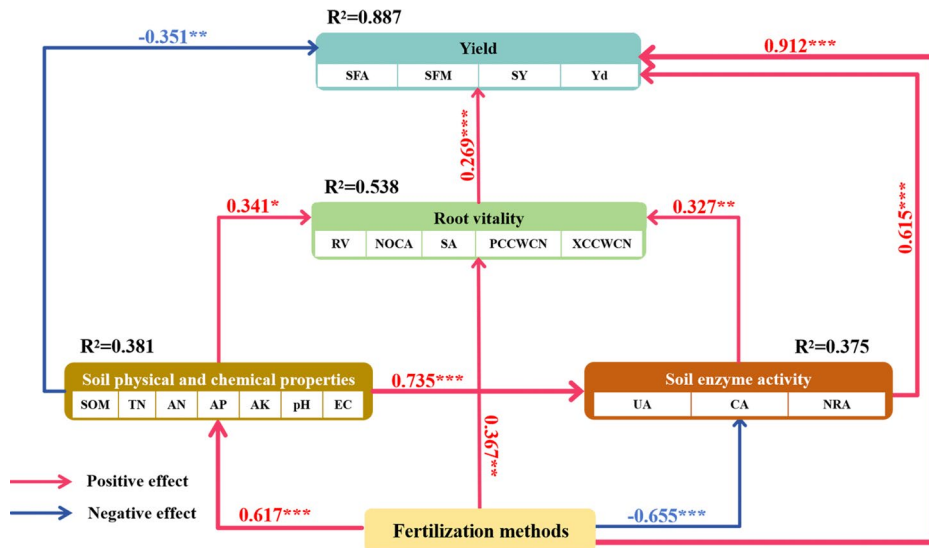 R²=0.887
-0.351**
0.912***
Yield
SFA SFM SY Yd
0.269***
0.615***
R²=0.538
0.341*
0.327**
Root vitality
RV NOCA SA PCCWCN XCCWCN
R²=0.381
R²=0.375
Soil physical and chemical properties
0.735***
Soil enzyme activity
SOM TN AN AP AK pH EC
UA CA NRA
0.367**
Positive effect
Negative effect
0.617***
Fertilization methods
-0.655***